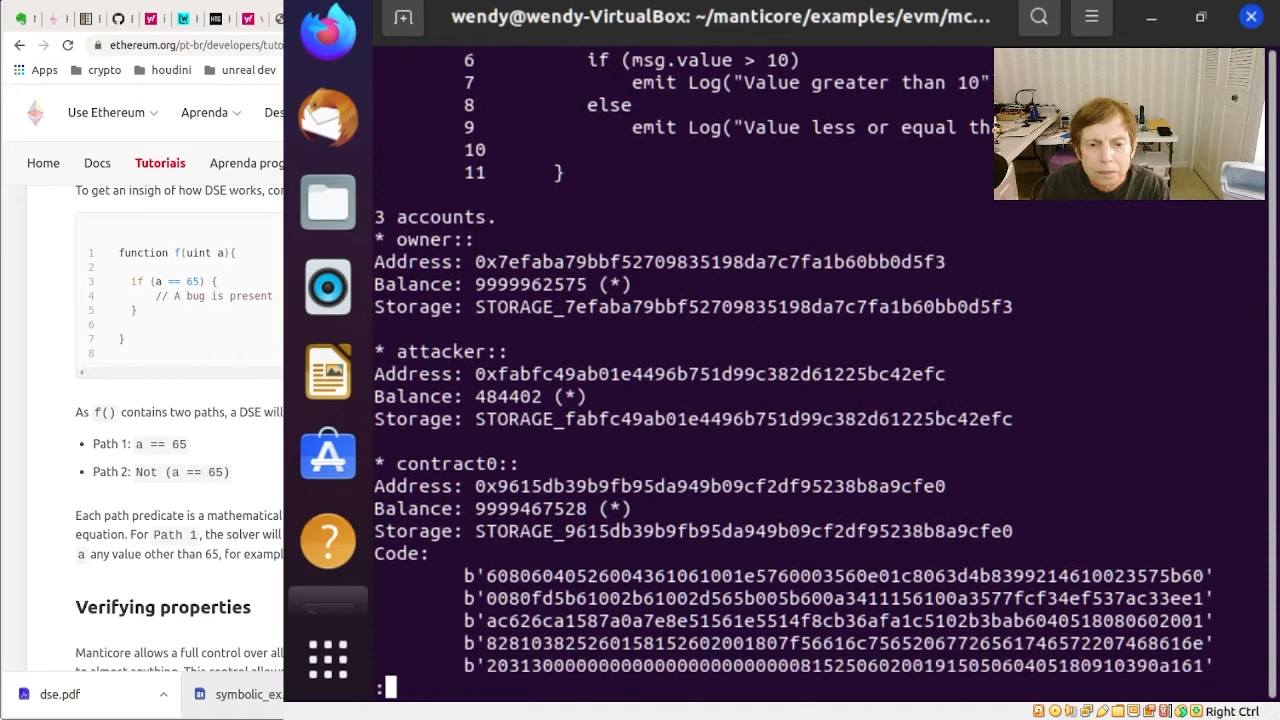 ethereum.org/pt-br/developers/tuto
Apps crypto houdini unreal dev
Use Ethereum Aprenda Des
Home Docs Tutoriais Aprenda prog
To get an insigh of how DSE works, con
1 function f(uint a){
2
3 if (a == 65) {
4 // A bug is present
5 }
6
7 }
8
As f() contains two paths, a DSE will
• Path 1: a == 65
• Path 2: Not (a == 65)
Each path predicate is a mathematical
equation. For Path 1, the solver will
a any value other than 65, for example
Verifying properties
Manticore allows a full control over all
dse.pdf symbolic_ex
wendy@wendy-VirtualBox: ~/manticore/examples/evm/mc...
6 if (msg.value > 10)
7 emit Log("Value greater than 10"
8 else
9 emit Log("Value less or equal tha
10
11 }
3 accounts.
* owner::
Address: 0x7efaba79bbf52709835198da7c7fa1b60bb0d5f3
Balance: 9999962575 (*)
Storage: STORAGE_7efaba79bbf52709835198da7c7fa1b60bb0d5f3
* attacker::
Address: 0xfabfc49ab01e4496b751d99c382d61225bc42efc
Balance: 484402 (*)
Storage: STORAGE_fabfc49ab01e4496b751d99c382d61225bc42efc
* contract0::
Address: 0x9615db39b9fb95da949b09cf2df95238b8a9cfe0
Balance: 9999467528 (*)
Storage: STORAGE_9615db39b9fb95da949b09cf2df95238b8a9cfe0
Code:
b'60806040526004361061001e5760003560e01c8063d4b8399214610023575b60'
b'0080fd5b61002b61002d565b005b600a3411156100a3577fcf34ef537ac33ee1'
b'ac626ca1587a0a7e8e51561e5514f8cb36afa1c5102b3bab6040518080602001'
b'828103825260158152602001807f56616c75652067726561746572207468616e'
b'2031300000000000000000000081525060200191505060405180910390a161'
:
Right Ctrl